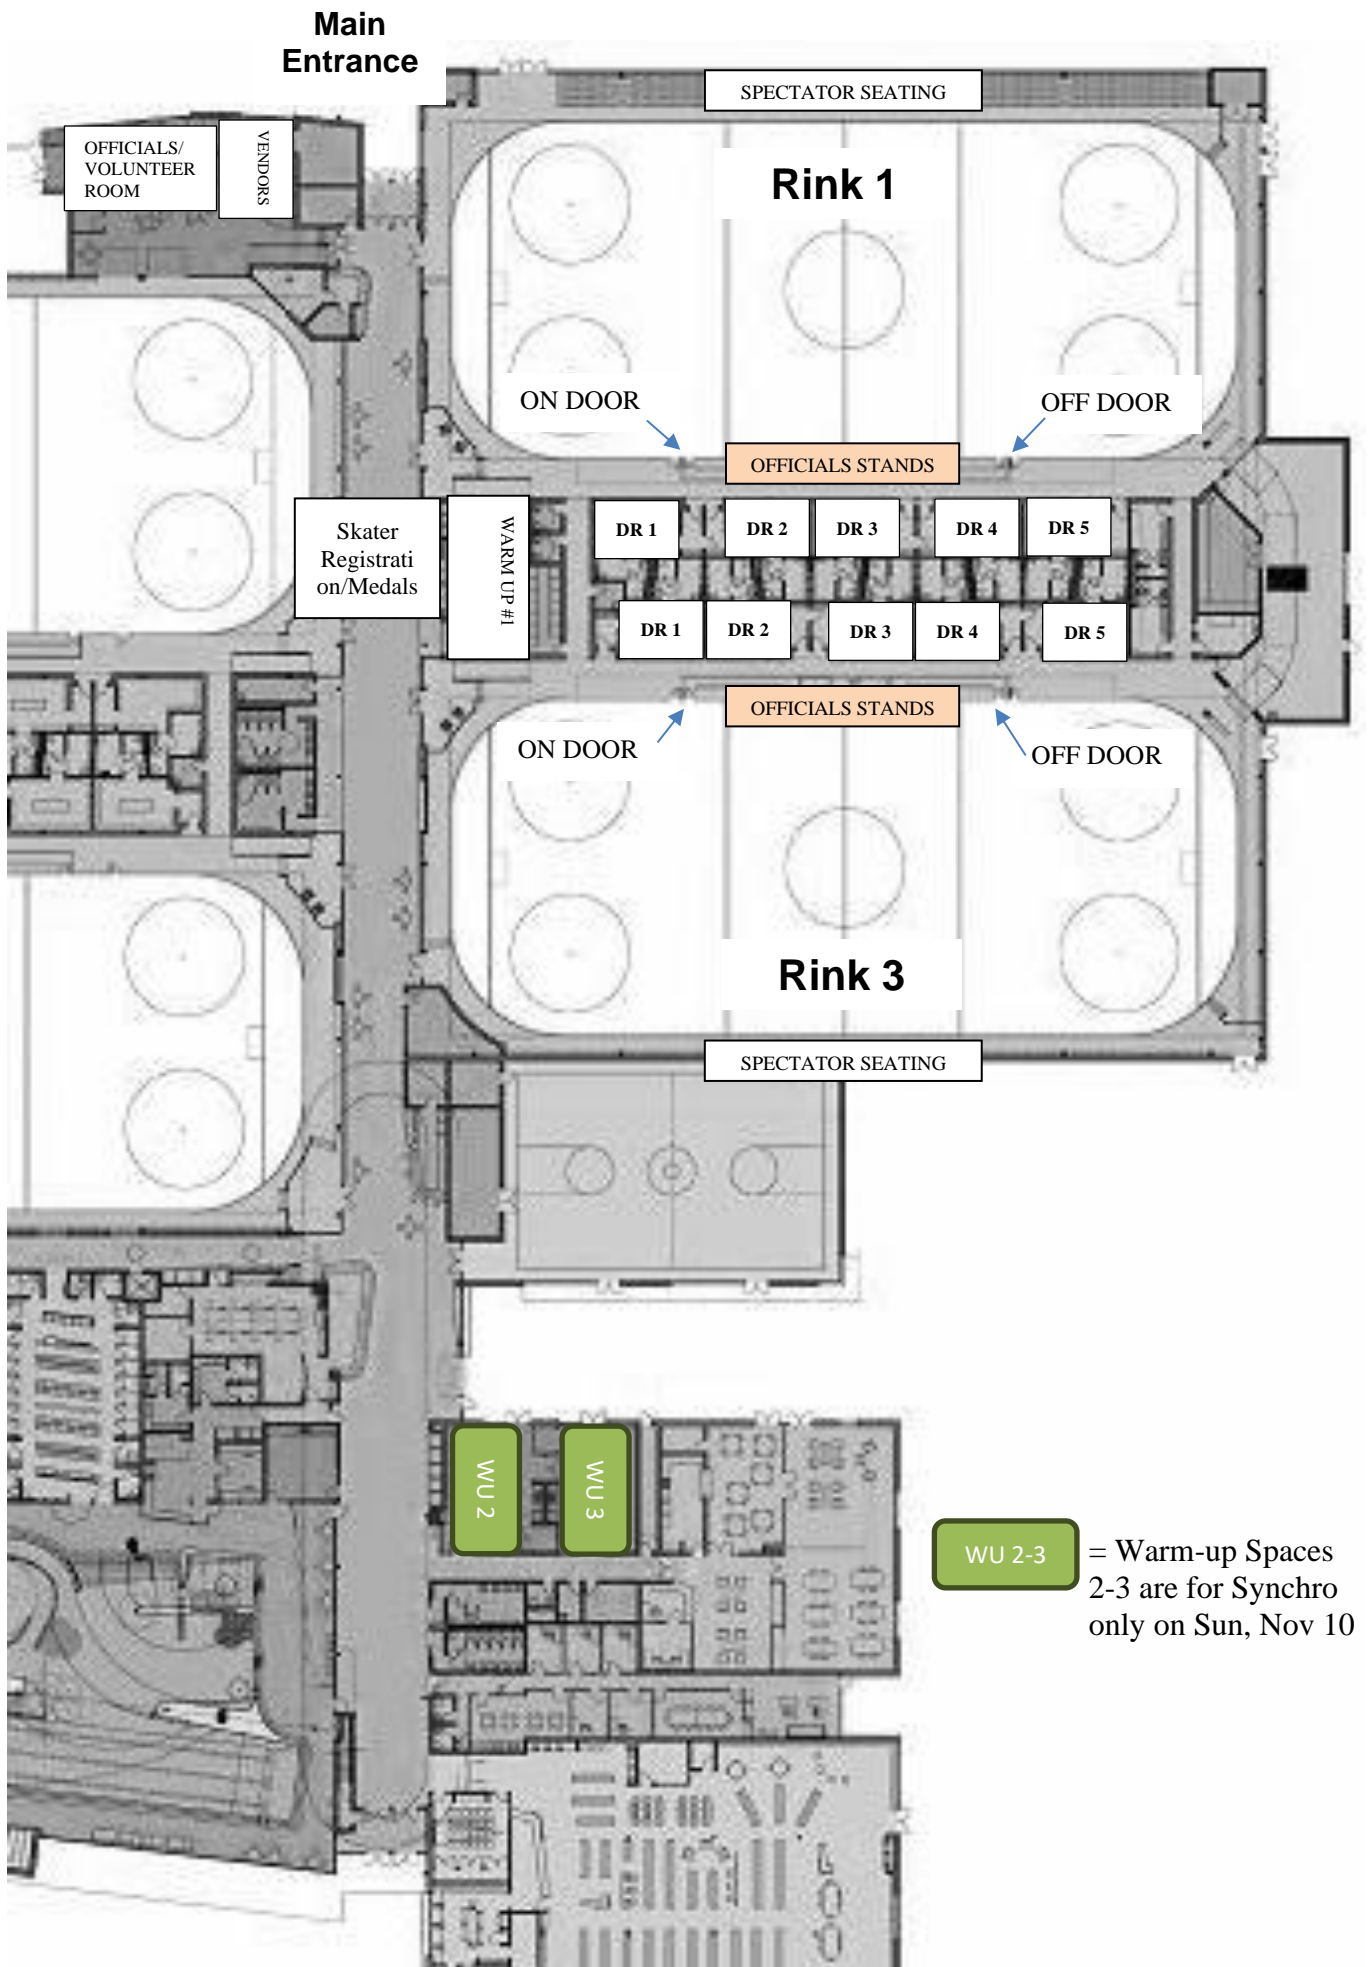 Main
Entrance
SPECTATOR SEATING
OFFICIALS/
VOLUNTEER
ROOM
VENDORS
Rink 1
ON DOOR
OFF DOOR
OFFICIALS STANDS
Skater
Registrati
on/Medals
WARM UP #1
DR 1
DR 2
DR 3
DR 4
DR 5
DR 1
DR 2
DR 3
DR 4
DR 5
OFFICIALS STANDS
ON DOOR
OFF DOOR
Rink 3
SPECTATOR SEATING
WU 2
WU 3
WU 2-3
= Warm-up Spaces
2-3 are for Synchro
only on Sun, Nov 10